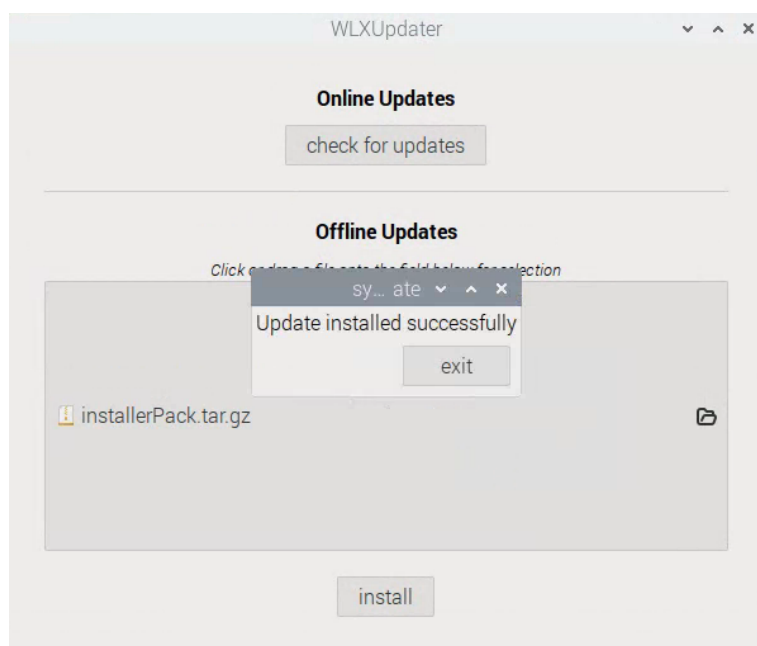 WLXUpdater
Online Updates
check for updates
Offline Updates
Click selection
sy... ate
Update installed successfully
exit
installerPack.tar.gz
install